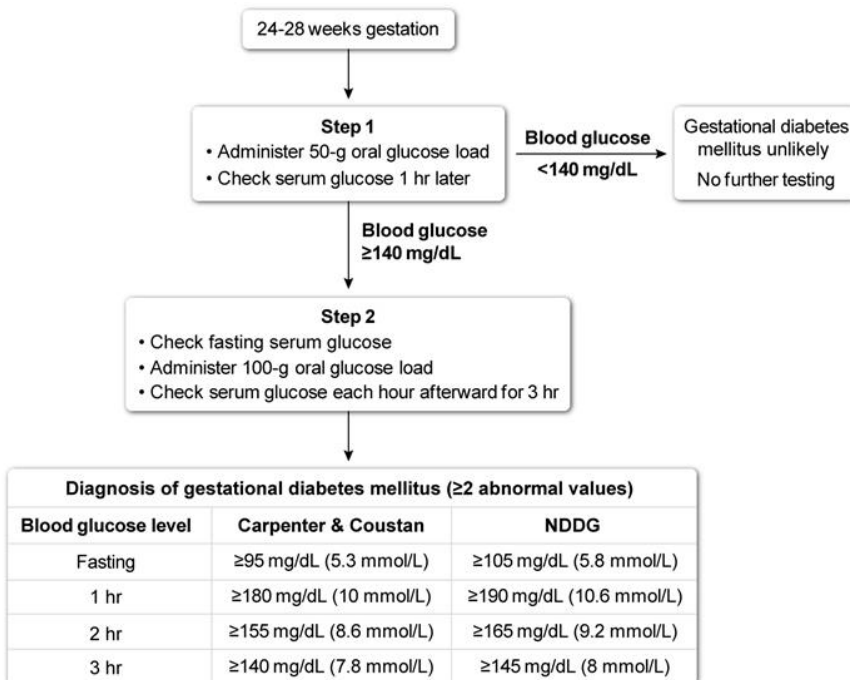 24-28 weeks gestation
Step 1
• Administer 50-g oral glucose load
• Check serum glucose 1 hr later
Blood glucose
<140 mg/dL
Gestational diabetes
mellitus unlikely
No further testing
Blood glucose
≥140 mg/dL
Step 2
• Check fasting serum glucose
• Administer 100-g oral glucose load
• Check serum glucose each hour afterward for 3 hr
Diagnosis of gestational diabetes mellitus (≥2 abnormal values)
Blood glucose level Carpenter & Coustan NDDG
Fasting ≥95 mg/dL (5.3 mmol/L) ≥105 mg/dL (5.8 mmol/L)
1 hr ≥180 mg/dL (10 mmol/L) ≥190 mg/dL (10.6 mmol/L)
2 hr ≥155 mg/dL (8.6 mmol/L) ≥165 mg/dL (9.2 mmol/L)
3 hr ≥140 mg/dL (7.8 mmol/L) ≥145 mg/dL (8 mmol/L)